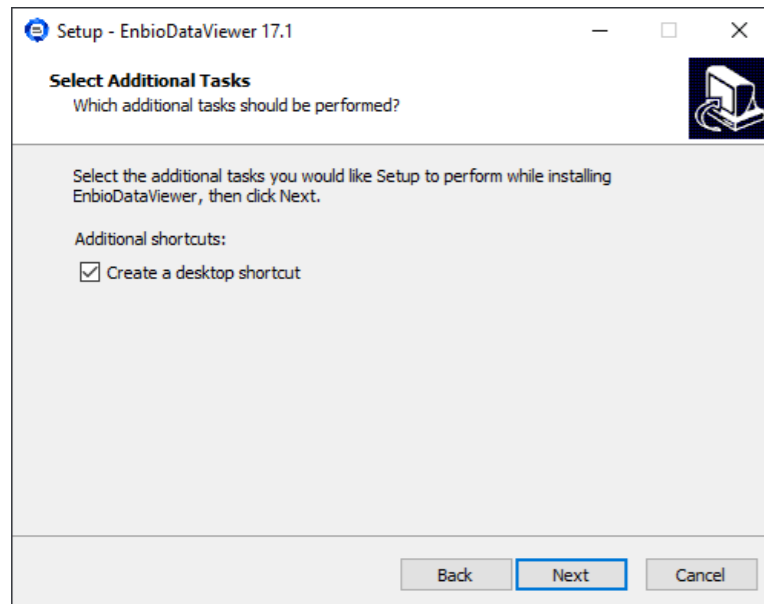 Setup - EnbioDataViewer 17.1
Select Additional Tasks
Which additional tasks should be performed?
Select the additional tasks you would like Setup to perform while installing
EnbioDataViewer, then click Next.
Additional shortcuts:
Create a desktop shortcut
Back Next Cancel